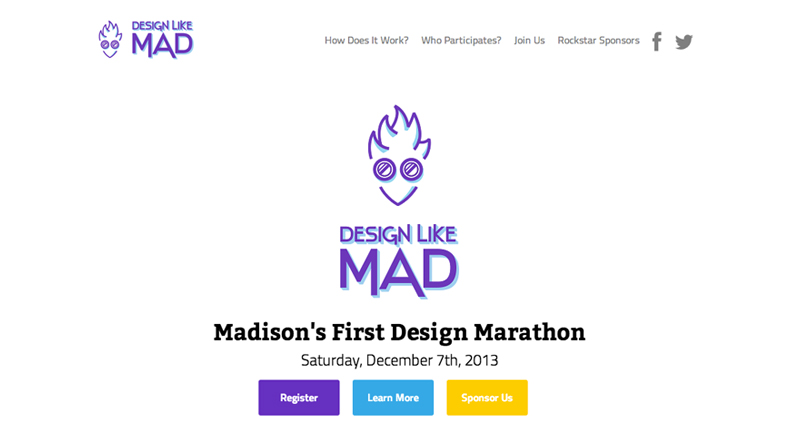 DESIGN LIKE
MAD
How Does It Work? Who Participates? Join Us Rockstar Sponsors
DESIGN LIKE
MAD
Madison's First Design Marathon
Saturday, December 7th, 2013
Register Learn More Sponsor Us